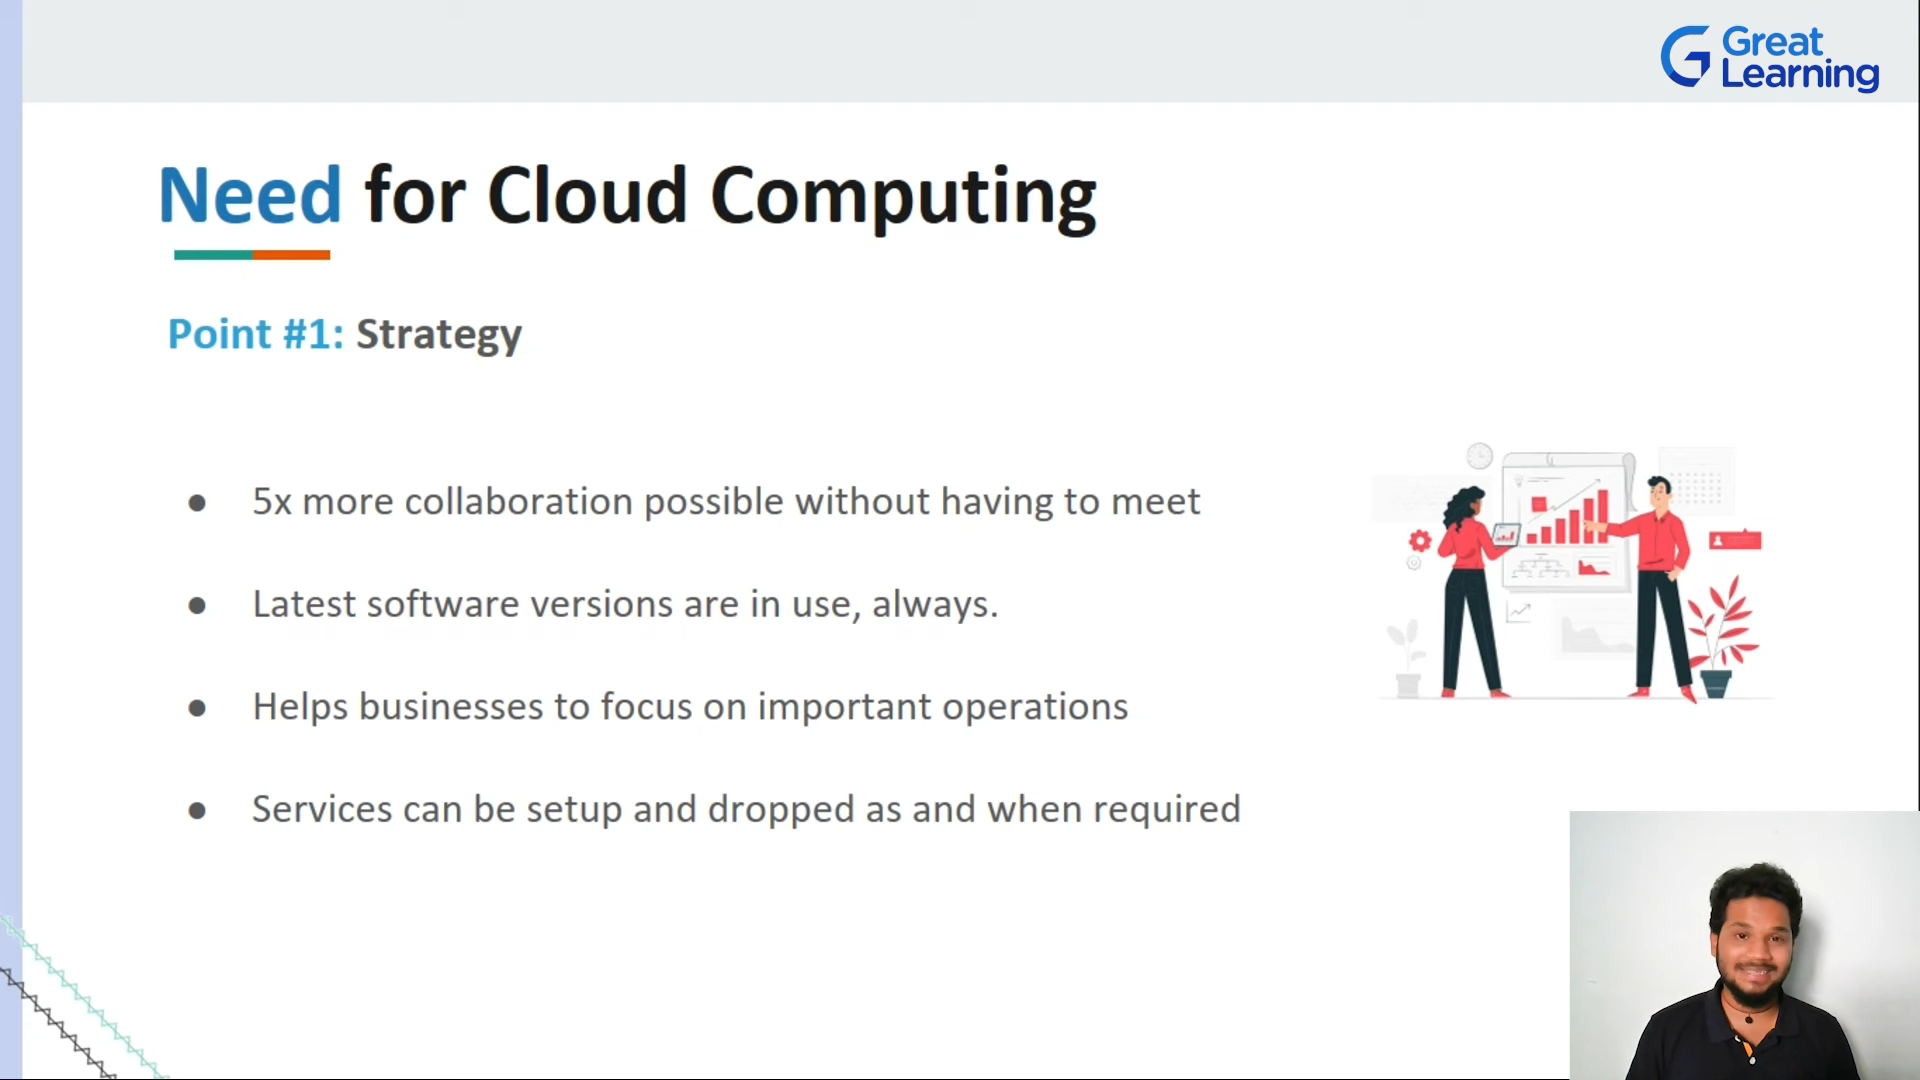 Great
Learning
Need for Cloud Computing
Point #1: Strategy
● 5x more collaboration possible without having to meet
● Latest software versions are in use, always.
● Helps businesses to focus on important operations
● Services can be setup and dropped as and when required